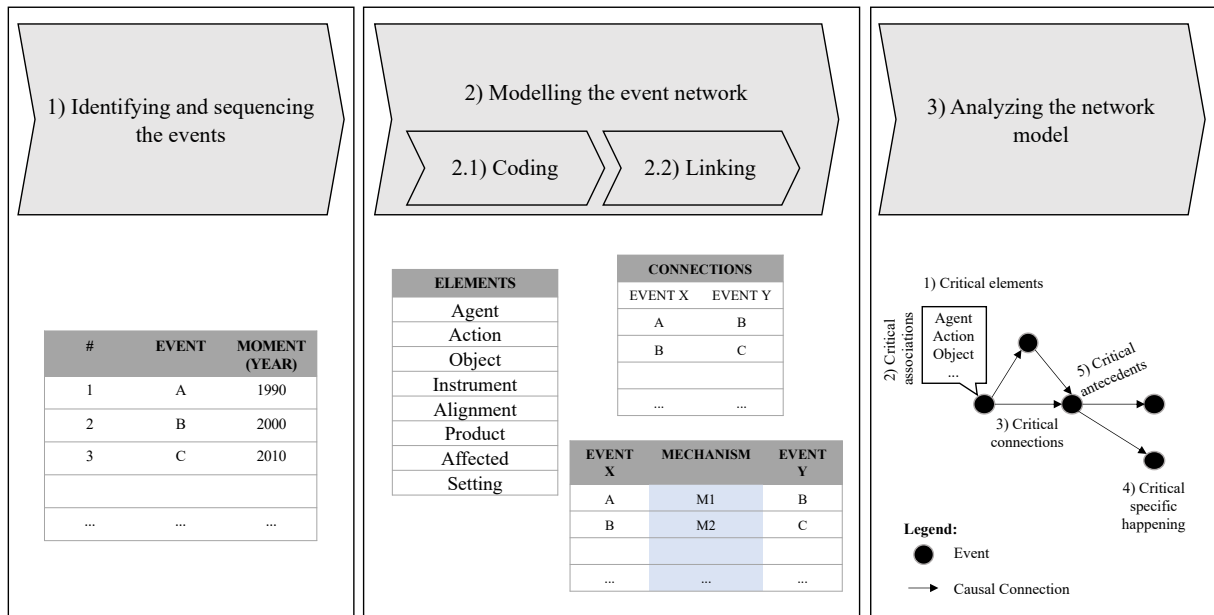 1) Identifying and sequencing
the events
# EVENT MOMENT
(YEAR)
1 A 1990
2 B 2000
3 C 2010
... ... ...
2) Modelling the event network
2.1) Coding
2.2) Linking
ELEMENTS
Agent
Action
Object
Instrument
Alignment
Product
Affected
Setting
CONNECTIONS
EVENT X EVENT Y
A B
B C
... ...
EVENT
X MECHANISM EVENT
Y
A M1 B
B M2 C
... ... ...
3) Analyzing the network
model
1) Critical elements
2) Critical
associations
Agent
Action
Object
...
5) Critical
antecedents
3) Critical
connections
4) Critical
specific
happening
Legend:
Event
Causal Connection